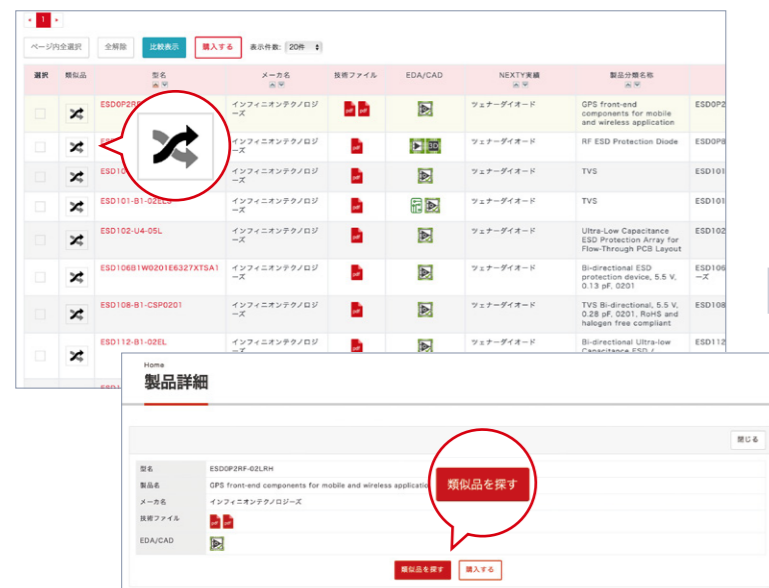 « 1 »
ページ内全選択 全解除 比較表示 購入する 表示件数: 20件
選択 類似品 型名 メーカ名 技術ファイル EDA/CAD NEXTY実績 製品分類名称
ESD0P2RF インフィニオンテクノロジーズ ツェナーダイオード GPS front-end components for mobile and wireless application ESD0P2
インフィニオンテクノロジーズ 3D ツェナーダイオード RF ESD Protection Diode ESD0P8
ESD10 インフィニオンテクノロジーズ ツェナーダイオード TVS ESD101
ESD101-B1-02ELS インフィニオンテクノロジーズ ツェナーダイオード TVS ESD101
ESD102-U4-05L インフィニオンテクノロジーズ ツェナーダイオード Ultra-Low Capacitance ESD Protection Array for Flow-Through PCB Layout ESD102
ESD106B1W0201E6327XTSA1 インフィニオンテクノロジーズ ツェナーダイオード Bi-directional ESD protection device, 5.5 V, 0.13 pF, 0201 ESD106 ーズ
ESD108-B1-CSP0201 インフィニオンテクノロジーズ ツェナーダイオード TVS Bi-directional, 5.5 V, 0.28 pF, 0201, RoHS and halogen free compliant ESD108
ESD112-B1-02EL インフィニオンテクノロジーズ ツェナーダイオード Bi-directional Ultra-low Capacitance ESD / ESD112
Home
製品詳細
閉じる
型名 ESD0P2RF-02LRH
製品名 GPS front-end components for mobile and wireless application
メーカ名 インフィニオンテクノロジーズ
技術ファイル
EDA/CAD
類似品を探す
類似品を探す 購入する